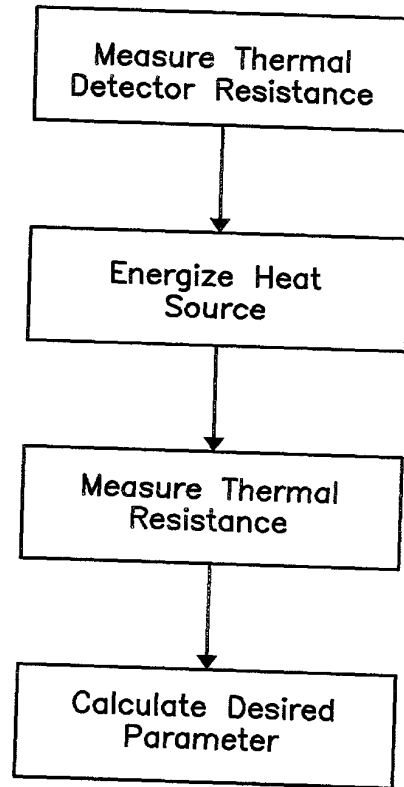 Measure Thermal
Detector Resistance
Energize Heat
Source
Measure Thermal
Resistance
Calculate Desired
Parameter